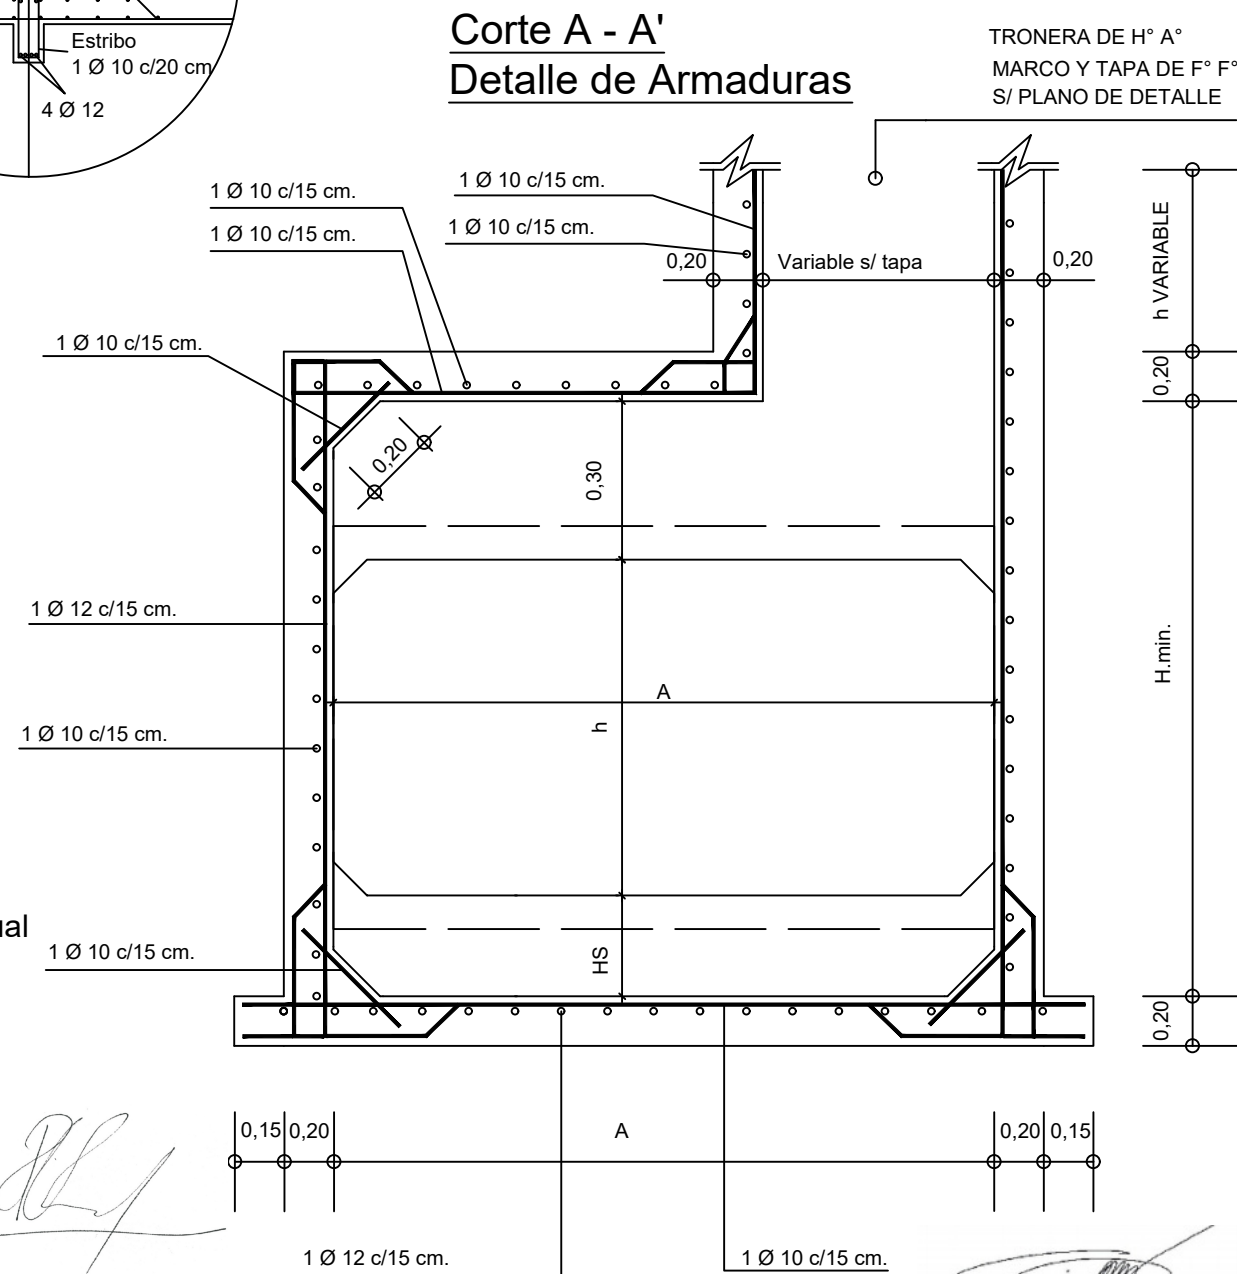 Estribo
1 Ø 10 c/20 cm
4 Ø 12
Corte A - A'
Detalle de Armaduras
TRONERA DE H° A°
MARCO Y TAPA DE F° F°
S/ PLANO DE DETALLE
1 Ø 10 c/15 cm.
1 Ø 10 c/15 cm.
1 Ø 10 c/15 cm.
1 Ø 10 c/15 cm.
0,20
Variable s/ tapa
0,20
h VARIABLE
1 Ø 10 c/15 cm.
0,20
0,20
0,30
1 Ø 12 c/15 cm.
H.min.
A
h
1 Ø 10 c/15 cm.
1 Ø 10 c/15 cm.
HS
0,20
0,15
0,20
A
0,20
0,15
1 Ø 12 c/15 cm.
1 Ø 10 c/15 cm.